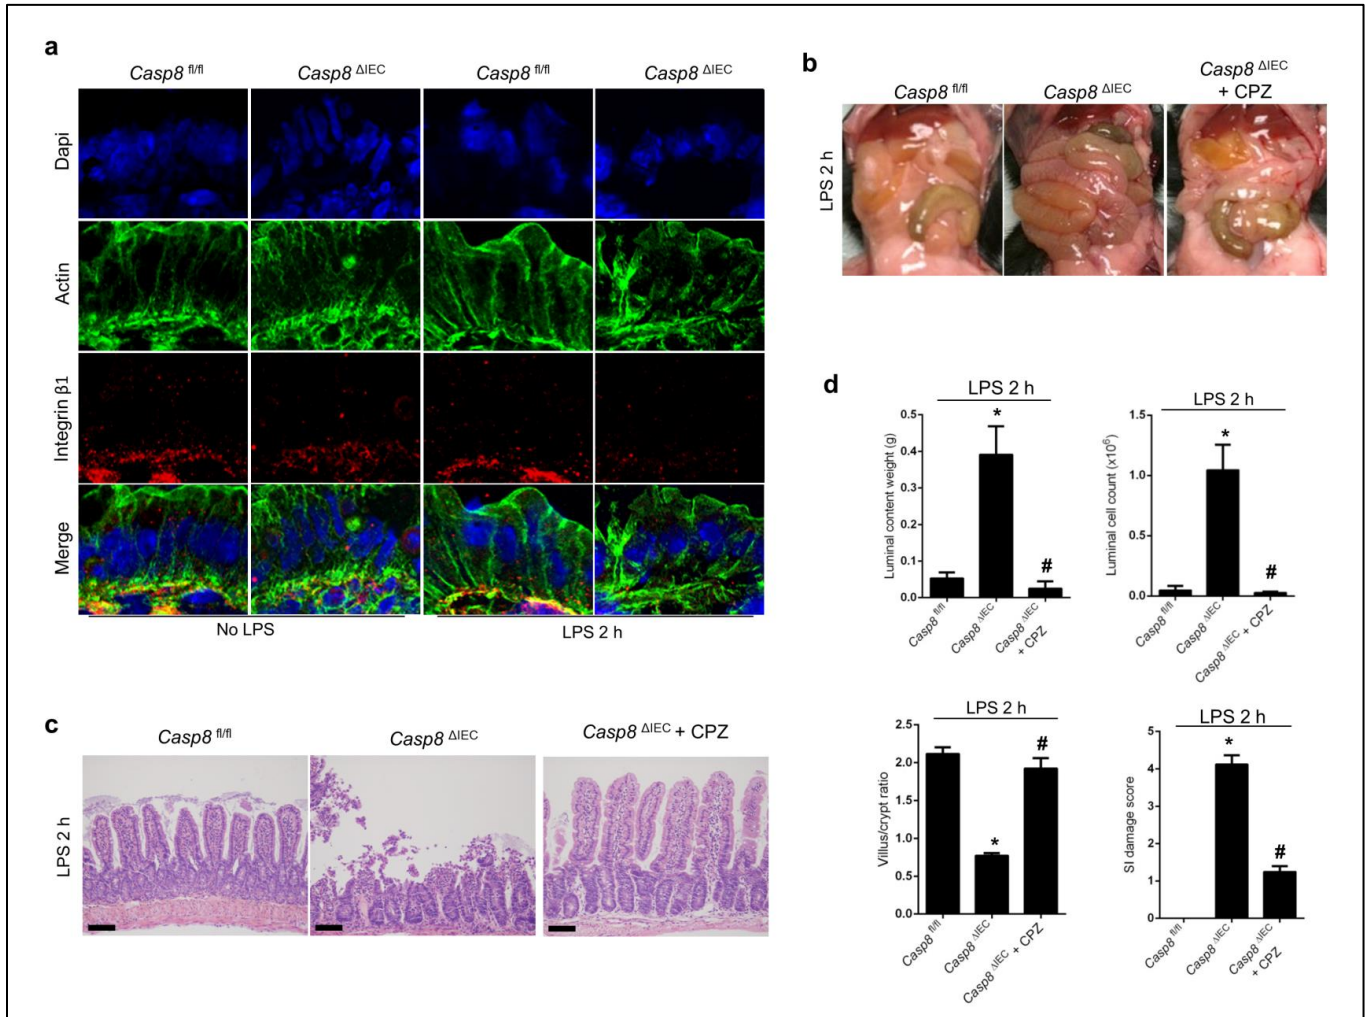 a
Casp8 fl/fl
Casp8 ΔIEC
Casp8 fl/fl
Casp8 ΔIEC
Dapi
Actin
Integrin β1
Merge
No LPS
LPS 2 h
b
Casp8 fl/fl
Casp8 ΔIEC
Casp8 ΔIEC
+ CPZ
LPS 2 h
c
Casp8 fl/fl
Casp8 ΔIEC
Casp8 ΔIEC + CPZ
LPS 2 h
d
LPS 2 h
Luminal content weight (g)
0.5
0.4
0.3
0.2
0.1
0.0
*
#
Casp8 fl/fl
Casp8 ΔIEC
Casp8 ΔIEC
+ CPZ
LPS 2 h
Luminal cell count (x10⁶)
1.5
1.0
0.5
0.0
*
#
Casp8 fl/fl
Casp8 ΔIEC
Casp8 ΔIEC + CPZ
LPS 2 h
Villus/crypt ratio
2.5
2.0
1.5
1.0
0.5
0.0
*
#
Casp8 fl/fl
Casp8 ΔIEC
Casp8 ΔIEC + CPZ
LPS 2 h
SI damage score
5
4
3
2
1
0
*
#
Casp8 fl/fl
Casp8 ΔIEC
Casp8 ΔIEC
+ CPZ